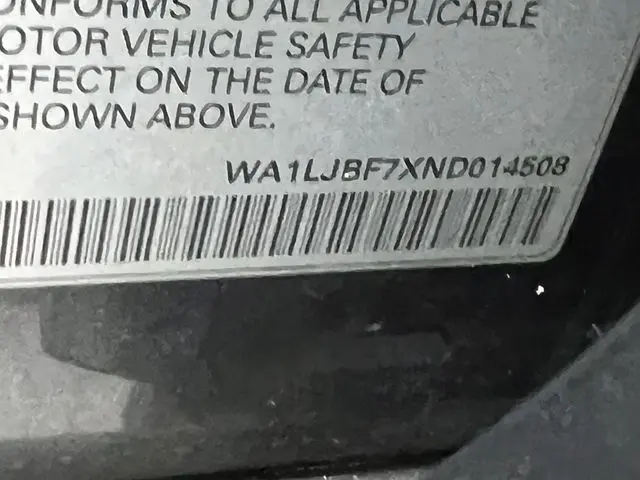 ONFORMS TO ALL APPLICABLE
OTOR VEHICLE SAFETY
EFFECT ON THE DATE OF
SHOWN ABOVE.
WA1LJBF7XND014508